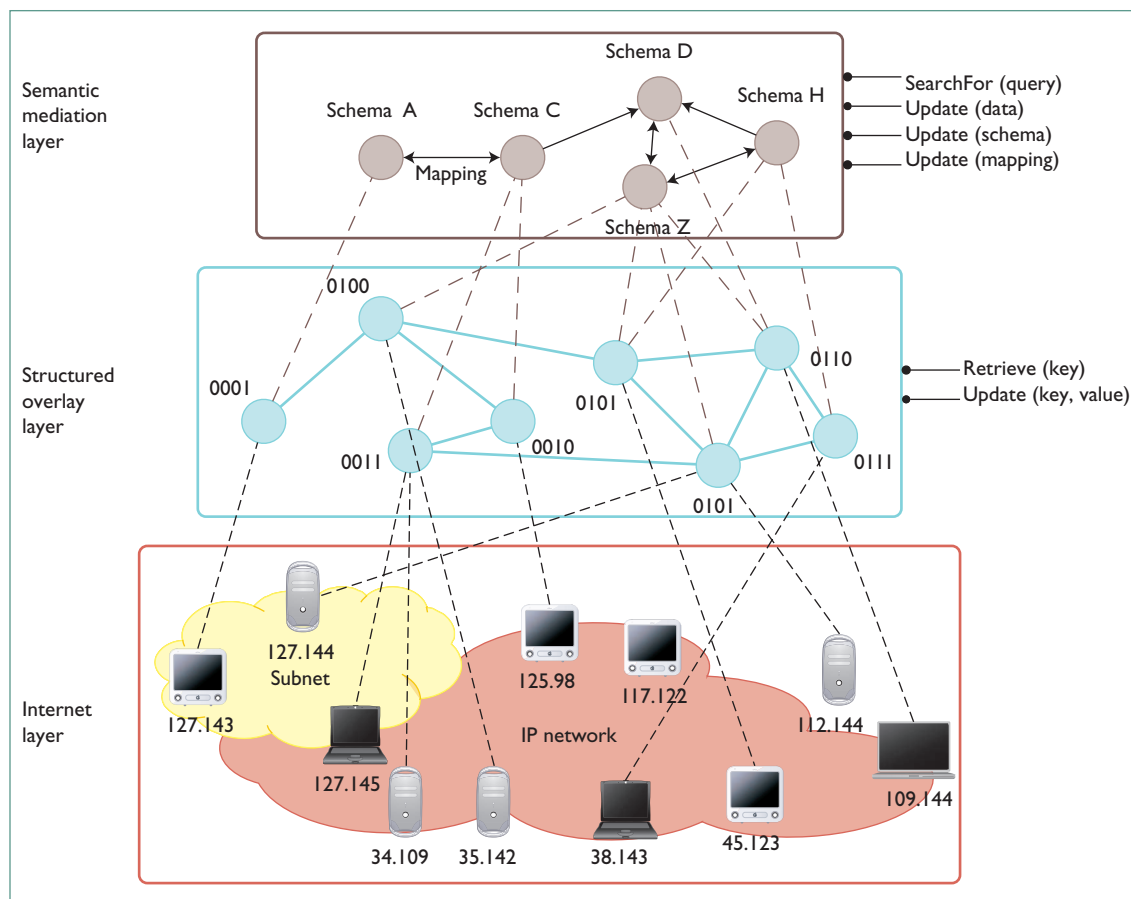 Semantic
mediation
layer
Schema D
Schema A
Schema C
Schema H
Mapping
Schema Z
SearchFor (query)
Update (data)
Update (schema)
Update (mapping)
Structured
overlay
layer
0100
0001
0011
0010
0101
0110
0101
0111
Retrieve (key)
Update (key, value)
Internet
layer
127.144
Subnet
127.143
127.145
34.109
35.142
125.98
117.122
IP network
38.143
45.123
112.144
109.144